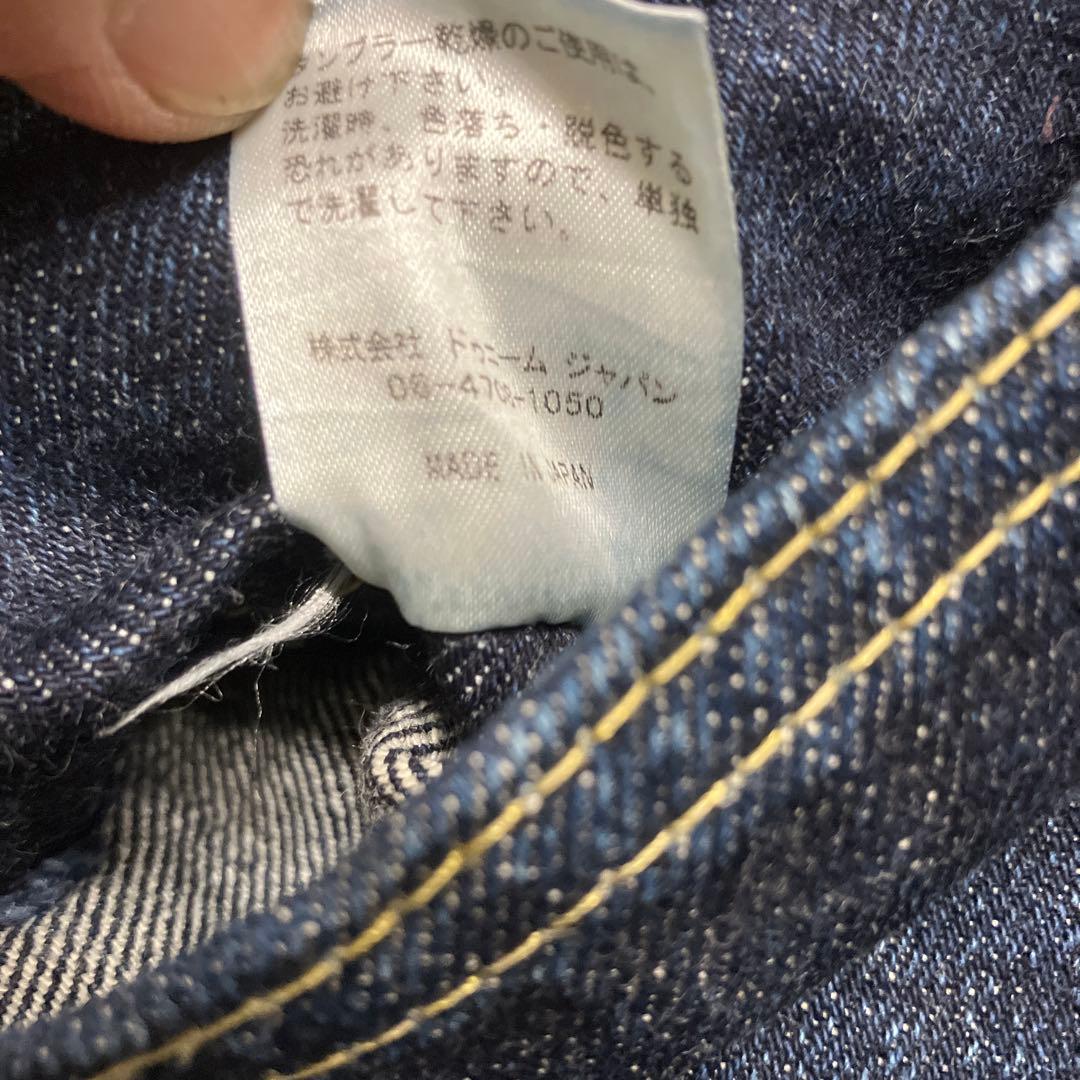 タンブラー乾燥のご使用は、
お避け下さい。
洗濯時、色落ち・脱色する
恐れがありますので、単独
で洗濯して下さい。
株式会社 ドゥニーム ジャパン
MADE IN JAPAN